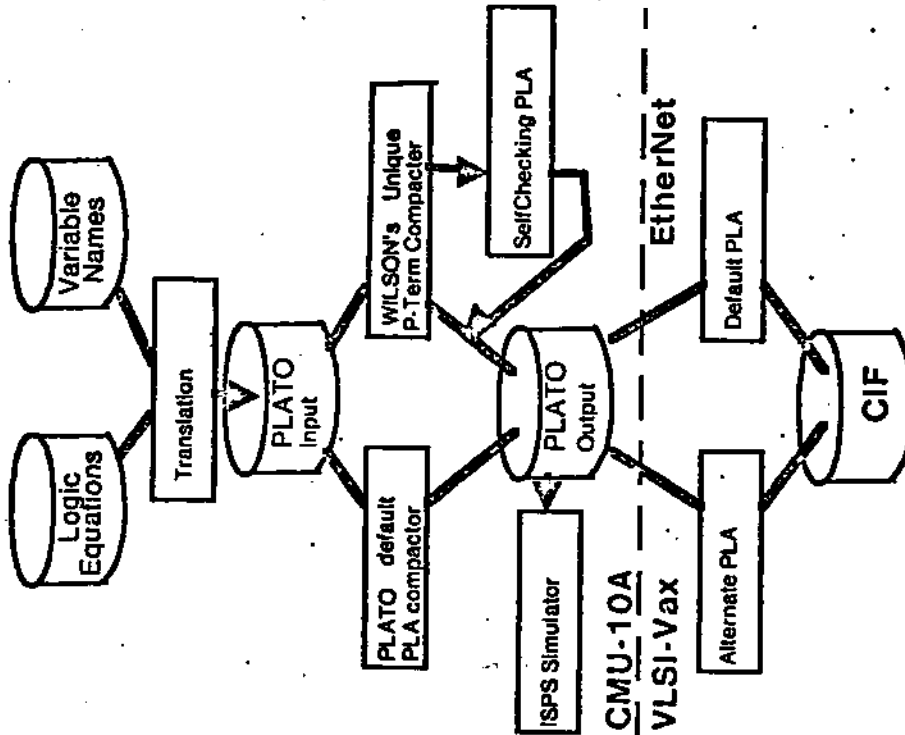 Logic
Equations
Variable
Names
Translation
PLATO
Input
PLATO default
PLA compactor
WILSON's Unique
P-Term Compacter
SelfChecking PLA
PLATO
Output
ISPS Simulator
CMU-10A
VLSI-Vax
EtherNet
Alternate PLA
Default PLA
CIF